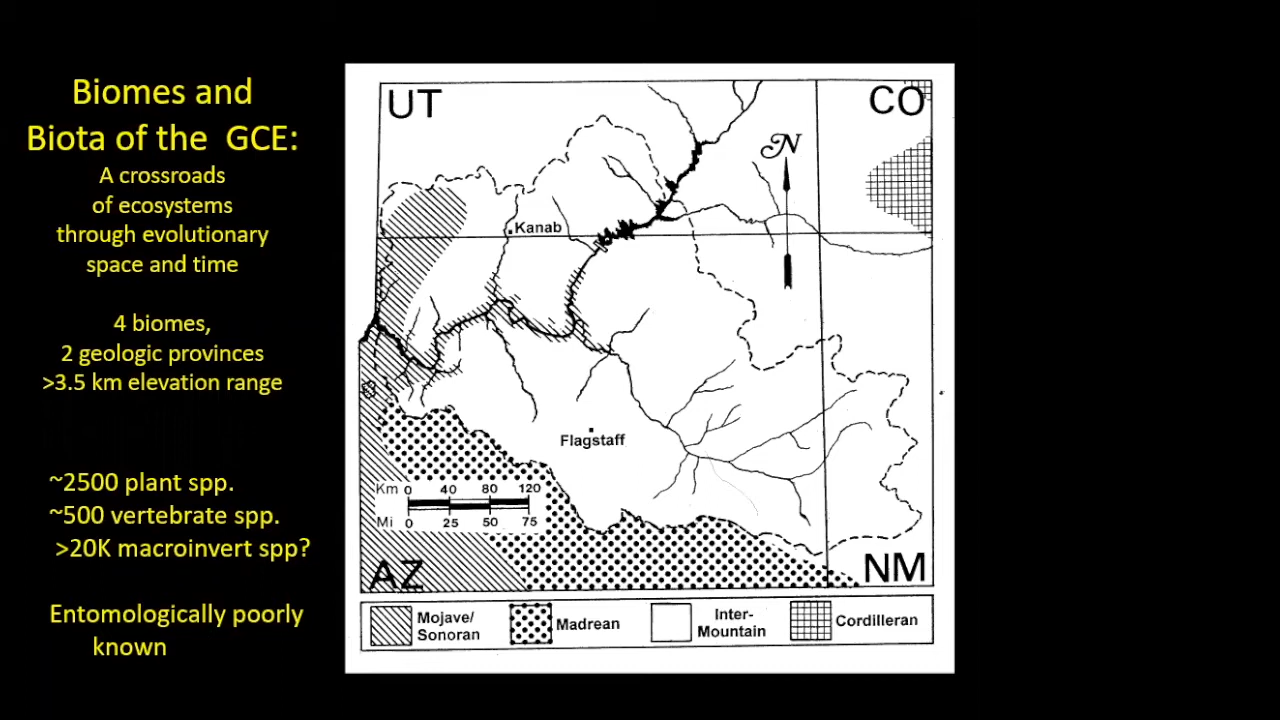 Biomes and
Biota of the GCE:
A crossroads
of ecosystems
through evolutionary
space and time
4 biomes,
2 geologic provinces
>3.5 km elevation range
~2500 plant spp.
~500 vertebrate spp.
>20K macroinvert spp?
Entomologically poorly
known
UT
CO
N
Kanab
Flagstaff
Km 0 40 80 120
Mi 0 25 50 75
AZ
NM
Mojave/
Sonoran
Madrean
Inter-
Mountain
Cordilleran